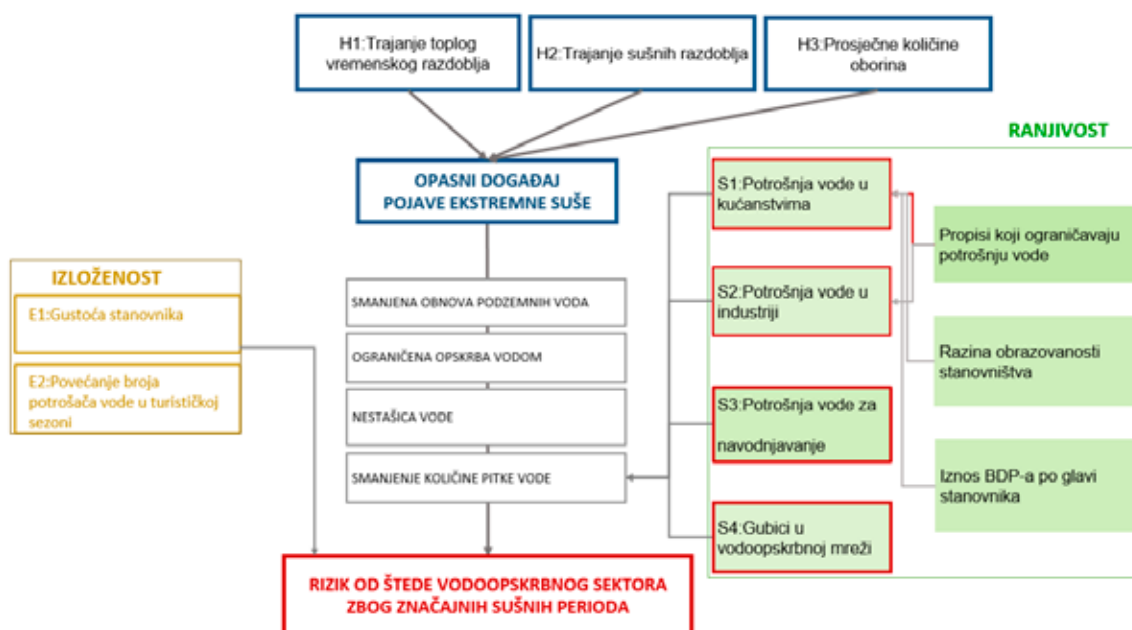 H1:Trajanje toplog
vremenskog razdoblja
H2:Trajanje sušnih razdoblja
H3:Prosječne količine
oborina
RANJIVOST
OPASNI DOGAĐAJ
POJAVE EKSTREMNE SUŠE
S1:Potrošnja vode u
kućanstvima
Propisi koji ograničavaju
potrošnju vode
IZLOŽENOST
E1:Gustoća stanovnika
E2:Povećanje broja
potrošača vode u turističkoj
sezoni
SMANJENA OBNOVA PODZEMNIH VODA
OGRANIČENA OPSKRBA VODOM
NESTAŠICA VODE
SMANJENJE KOLIČINE PITKE VODE
S2:Potrošnja vode u
industriji
Razina obrazovanosti
stanovništva
S3:Potrošnja vode za
navodnjavanje
Iznos BDP-a po glavi
stanovnika
S4:Gubici u
vodoopskrbnoj mreži
RIZIK OD ŠTEDE VODOOPSKRBNOG SEKTORA
ZBOG ZNAČAJNIH SUŠNIH PERIODA